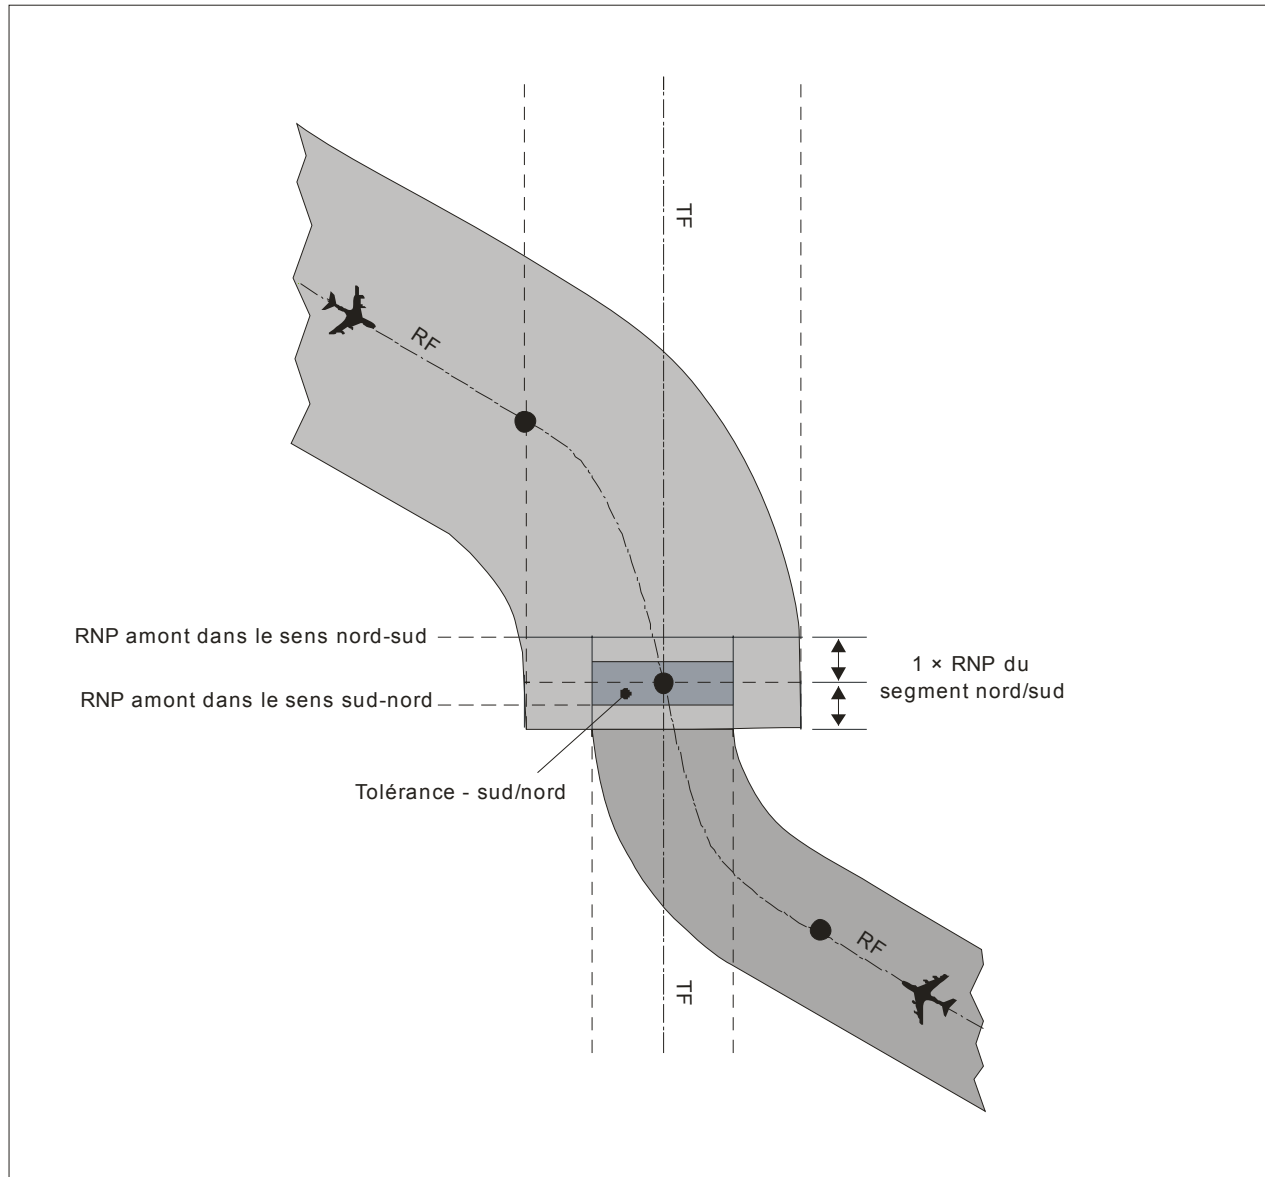 TF
RF
RNP amont dans le sens nord-sud
1 × RNP du
segment nord/sud
RNP amont dans le sens sud-nord
Tolérance - sud/nord
RF
TF